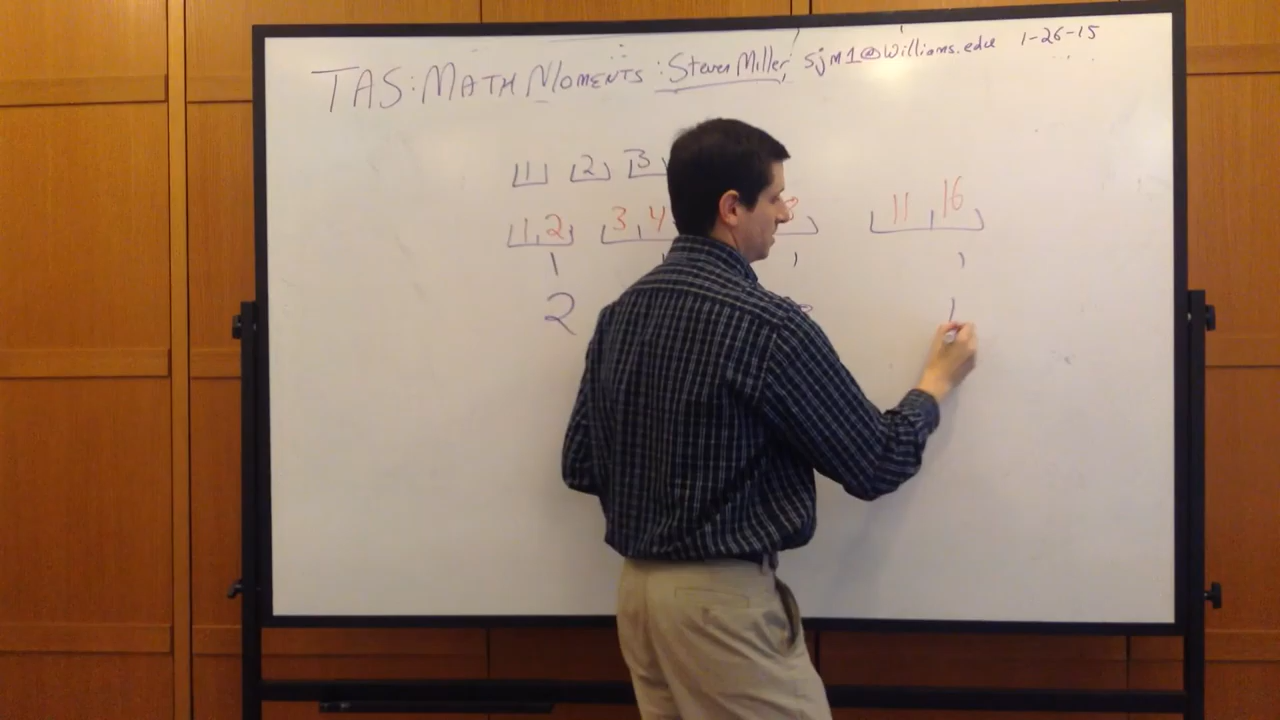 TAS: MATH MOMENTS: Steven Miller, sjm1@williams.edu 1-26-15
1 2 3
1, 2 3, 4 11, 16
2